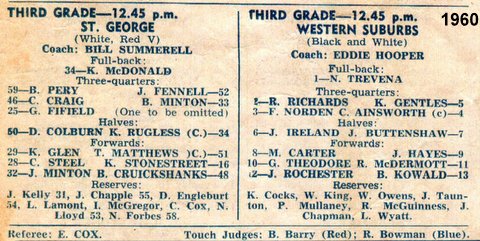 1960
THIRD GRADE—12.45 p.m.
ST. GEORGE
(White, Red V)
Coach: BILL SUMMERELL
Full-back:
34—K. McDONALD
Three-quarters:
59—B. PERY J. FENNELL—52
46—C. CRAIG B. MINTON—33
25—G. FIFIELD (One to be omitted)
Halves:
60—D. COLBURN K. RUGLESS (C.)—34
Forwards:
29—K. GLEN T. MATTHEWS (C.)—51
28—C. STEEL K. STONESTREET—16
32—J. MINTON B. CRUICKSHANKS—48
Reserves:
J. Kelly 31, J. Chapple 55, D. Engleburt
54, L. Lamont, I. McGregor, C. Cox, N.
Lloyd 53, N. Forbes 58.
THIRD GRADE—12.45 p.m.
WESTERN SUBURBS
(Black and White)
Coach: EDDIE HOOPER
Full-back:
1—N. TREVENA
Three-quarters:
2—R. RICHARDS K. GENTLES—5
3—F. NORDEN C. AINSWORTH (c)—4
Halves:
6—J. IRELAND J. BUTTENSHAW—7
Forwards:
8—M. CARTER J. HAYES—9
10—G. THEODORE R. McDERMOTT—11
12—J. ROCHESTER B. KOWALD—13
Reserves:
K. Cocks, W. King, W. Owens, J. Taun-
ton, P. Mullaney, R. McGuinness, J.
Chapman, L. Wyatt.
Referee: E. COX. Touch Judges: B. Barry (Red); R. Bowman (Blue).